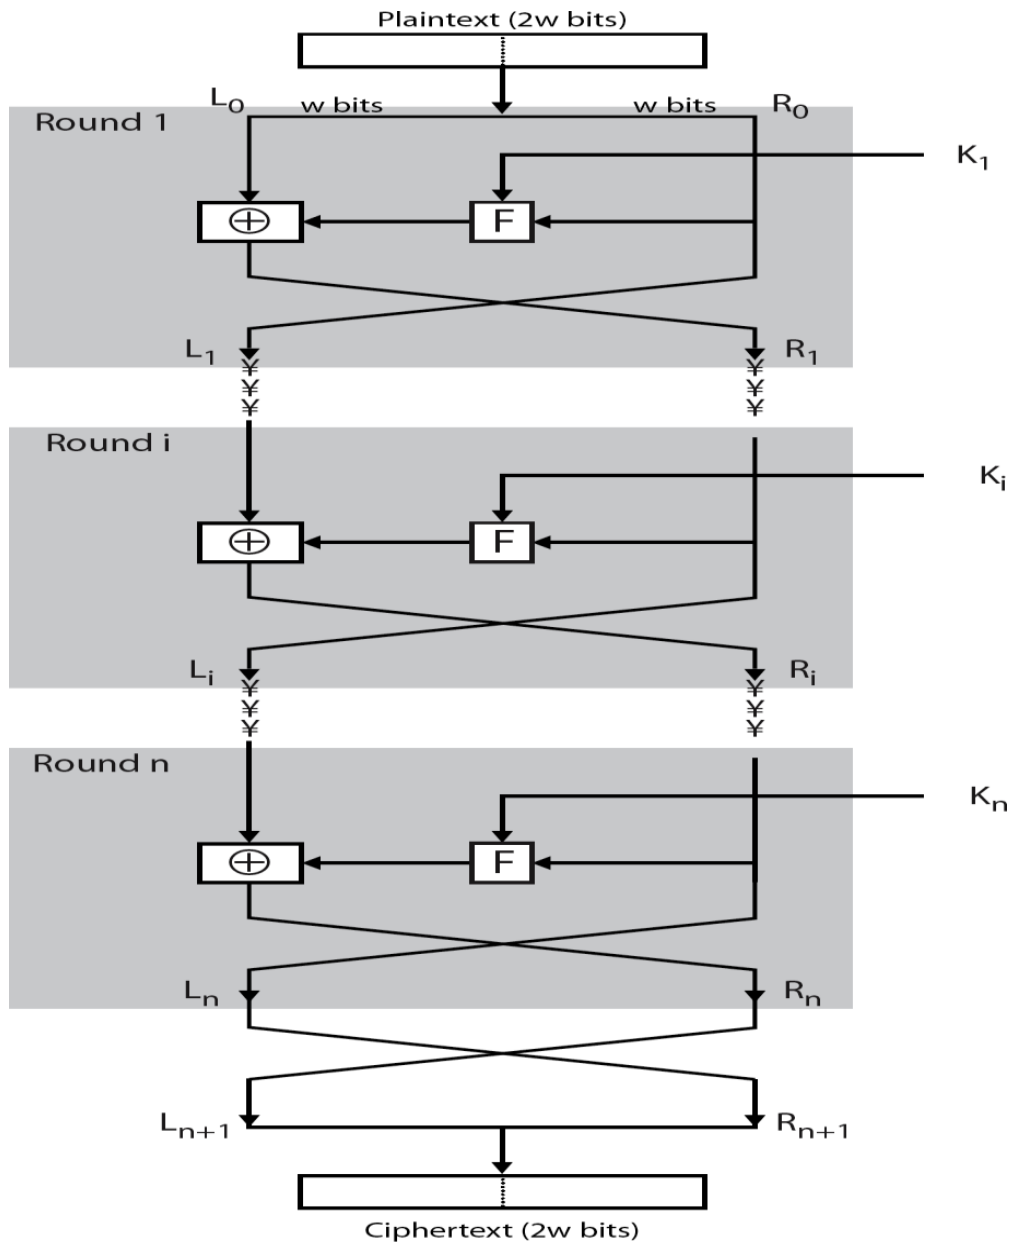 Plaintext (2w bits)
L0 w bits w bits R0
Round 1
K1
F
L1 R1
¥ ¥
¥ ¥
¥ ¥
Round i
Ki
F
Li Ri
¥ ¥
¥ ¥
¥ ¥
Round n
Kn
F
Ln Rn
Ln+1 Rn+1
Ciphertext (2w bits)